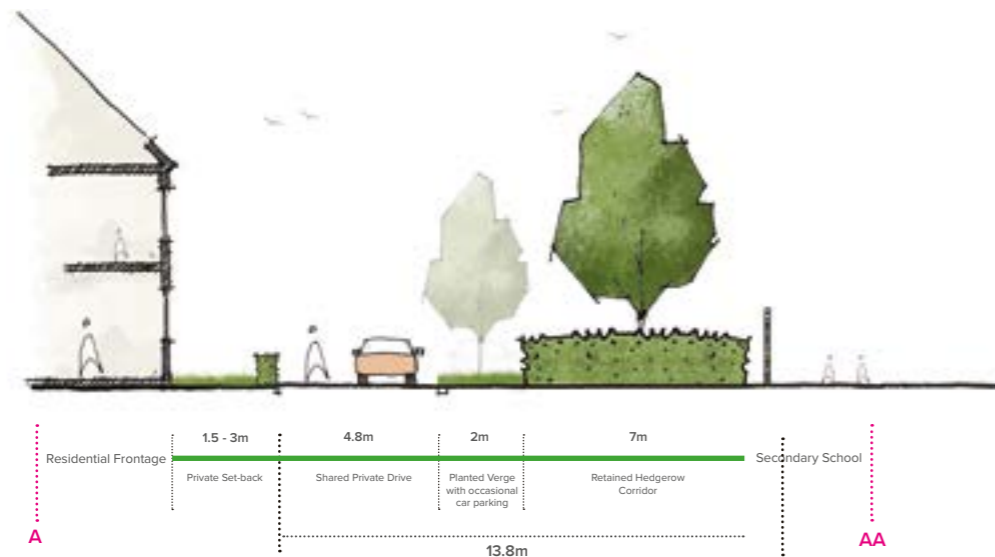 1.5 - 3m
4.8m
2m
7m
Residential Frontage
Secondary School
Private Set-back
Shared Private Drive
Planted Verge
with occasional
car parking
Retained Hedgerow
Corridor
A
AA
13.8m